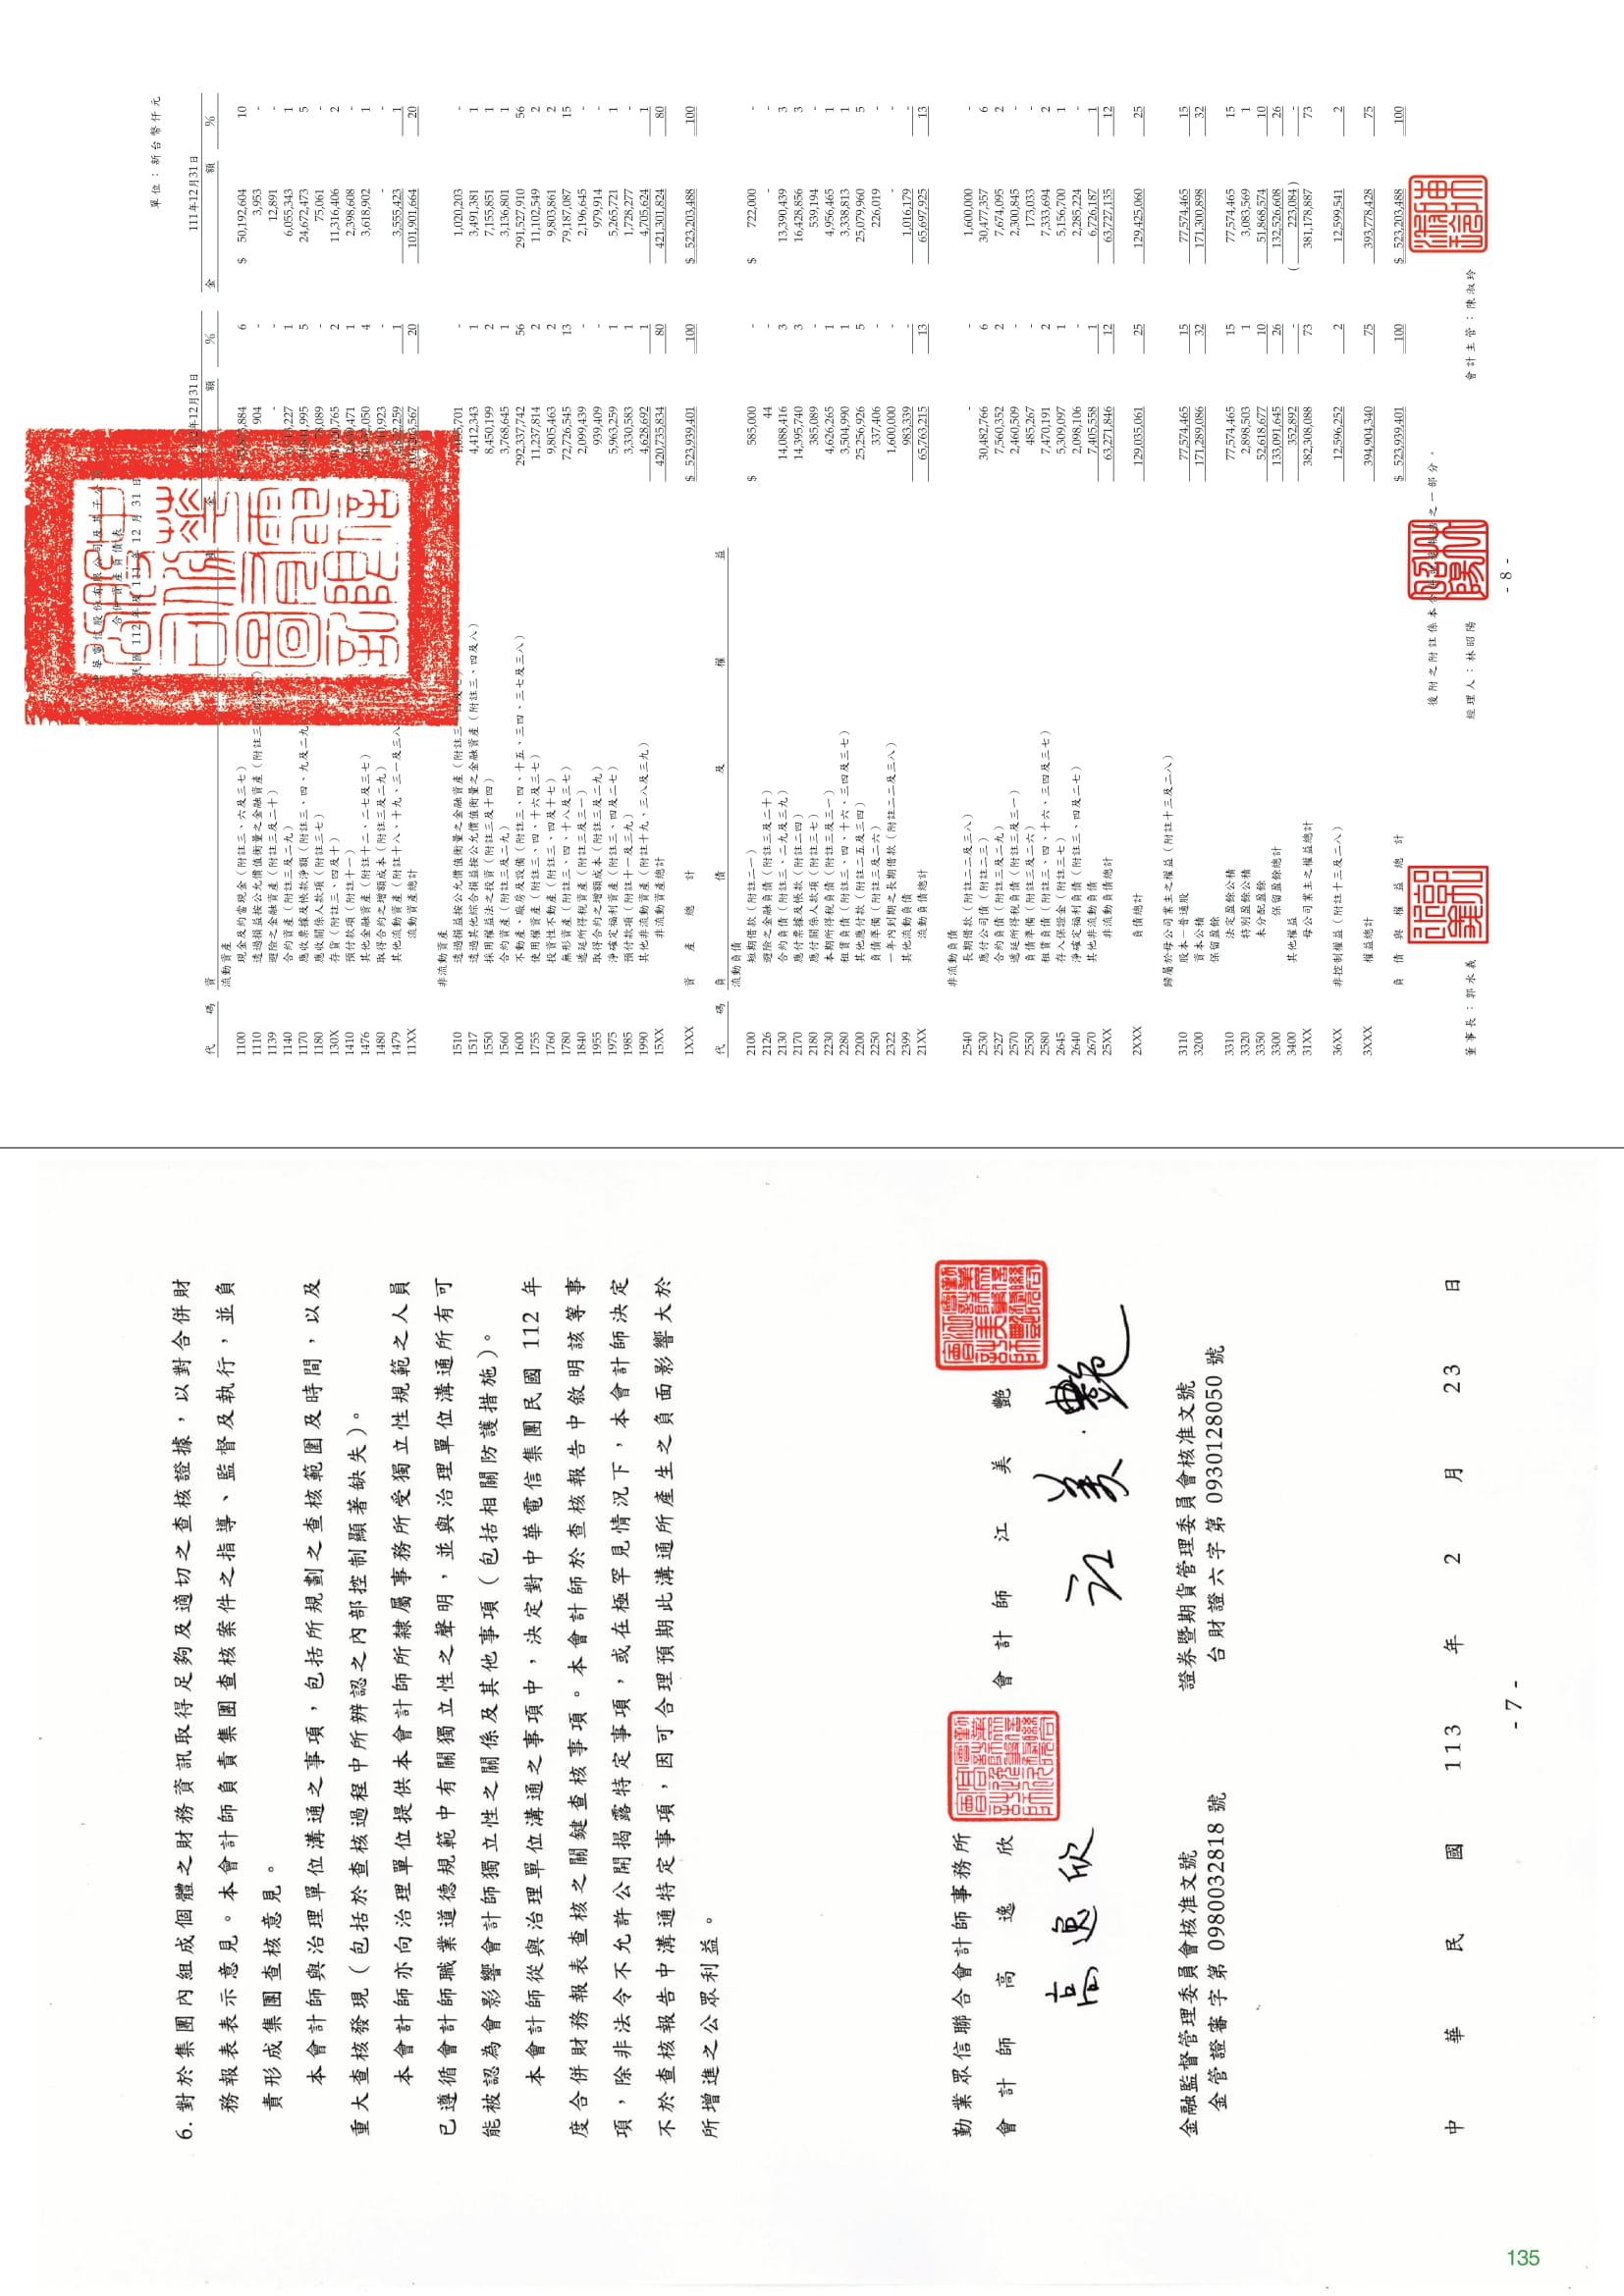 6. 對於集團內組成個體之財務資訊取得足夠及適切之查核證據，以對合併財
務報表表示意見。本會計師負責集團查核案件之指導、監督及執行，並負
責形成集團查核意見。
本會計師與治理單位溝通之事項，包括所規劃之查核範圍及時間，以及
重大查核發現（包括於查核過程中所辨認之內部控制顯著缺失）。
本會計師亦向治理單位提供本會計師所隸屬事務所受獨立性規範之人員
已遵循會計師職業道德規範中有關獨立性之聲明，並與治理單位溝通所有可
能被認為會影響會計師獨立性之關係及其他事項（包括相關防護措施）。
本會計師從與治理單位溝通之事項中，決定對中華電信集團民國 112 年
度合併財務報表查核之關鍵查核事項。本會計師於查核報告中敘明該等事
項，除非法令不允許公開揭露特定事項，或在極罕見情況下，本會計師決定
不於查核報告中溝通特定事項，因可合理預期此溝通所產生之負面影響大於
所增進之公眾利益。
勤業眾信聯合會計師事務所
會計師 高逸欣 會計師 江美艷
高逸欣 江美艷
金融監督管理委員會核准文號 證券暨期貨管理委員會核准文號
金管證審字第 0980032818 號 台財證六字第 0930128050 號
中華民國 113 年 2 月 23 日
- 7 -
華電信股份有限公司及其子公
合併資產負債表
民國 112 年及 111 年 12 月 31 日
單位：新台幣仟元
112年12月31日 111年12月31日
代碼 資產 金額 % 金額 %
流動資產
1100 現金及約當現金（附註三、六及三七） 6 $ 50,192,604 10
1110 透過損益按公允價值衡量之金融資產（附註三 904 - 3,953 -
1139 避險之金融資產（附註三及二十） - - 12,891 -
1140 合約資產（附註三及二九） 1 6,055,343 1
1170 應收票據及帳款淨額（附註三、四、九及二九 5 24,672,473 5
1180 應收關係人款項（附註三七） - 75,061 -
130X 存貨（附註三、四及十） 2 11,316,406 2
1410 預付款項（附註十一） 1 2,398,608 -
1476 其他金融資產（附註十二、二七及三七） 4 3,618,902 1
1480 取得合約之增額成本（附註三及二九） - - -
1479 其他流動資產（附註十八、十九、三一及三八 1 3,555,423 1
11XX 流動資產總計 20 101,901,664 20
非流動資產
1510 透過損益按公允價值衡量之金融資產（附註三、四及七） - 1,020,203 -
1517 透過其他綜合損益按公允價值衡量之金融資產（附註三、四及八） 4,412,343 1 3,491,381 1
1550 採用權益法之投資（附註三及十四） 8,450,199 2 7,155,851 1
1560 合約資產（附註三及二九） 3,768,645 1 3,136,801 1
1600 不動產、廠房及設備（附註三、四、十五、三四、三七及三八） 292,337,742 56 291,527,910 56
1755 使用權資產（附註三、四、十六及三七） 11,237,814 2 11,102,549 2
1760 投資性不動產（附註三、四及十七） 9,805,463 2 9,803,861 2
1780 無形資產（附註三、四、十八及三七） 72,726,545 13 79,187,087 15
1840 遞延所得稅資產（附註三及三一） 2,099,439 - 2,196,645 -
1955 取得合約之增額成本（附註三及二九） 939,409 - 979,914 -
1975 淨確定福利資產（附註三、四及二七） 5,963,259 1 5,265,721 1
1985 預付款項（附註十一及三七） 3,330,583 1 1,728,277 -
1990 其他非流動資產（附註十九、三八及三九） 4,628,692 1 4,705,624 1
15XX 非流動資產總計 420,735,834 80 421,301,824 80
1XXX 資產總計 $ 523,939,401 100 $ 523,203,488 100
代碼 負債及權益
流動負債
2100 短期借款（附註二一） $ 585,000 - $ 722,000 -
2126 避險之金融負債（附註三及二十） 44 - - -
2130 合約負債（附註三、二九及三九） 14,088,416 3 13,390,439 3
2170 應付票據及帳款（附註二四） 14,395,740 3 16,428,856 3
2180 應付關係人款項（附註三七） 385,089 - 539,194 -
2230 本期所得稅負債（附註三及三一） 4,626,265 1 4,956,465 1
2280 租賃負債（附註三、四、十六、三四及三七） 3,504,990 1 3,338,813 1
2200 其他應付款（附註二五及三四） 25,256,926 5 25,079,960 5
2250 負債準備（附註三及二六） 337,406 - 226,019 -
2322 一年內到期之長期借款（附註二二及三八） 1,600,000 - - -
2399 其他流動負債 983,339 - 1,016,179 -
21XX 流動負債總計 65,763,215 13 65,697,925 13
非流動負債
2540 長期借款（附註二二及三八） - - 1,600,000 -
2530 應付公司債（附註二三） 30,482,766 6 30,477,357 6
2527 合約負債（附註三及二九） 7,560,352 2 7,674,095 2
2570 遞延所得稅負債（附註三及三一） 2,460,509 - 2,300,845 -
2550 負債準備（附註三及二六） 485,267 - 173,033 -
2580 租賃負債（附註三、四、十六、三四及三七） 7,470,191 2 7,333,694 2
2645 存入保證金（附註三七） 5,309,097 1 5,156,700 1
2640 淨確定福利負債（附註三、四及二七） 2,098,106 - 2,285,224 -
2670 其他非流動負債 7,405,558 1 6,726,187 1
25XX 非流動負債總計 63,271,846 12 63,727,135 12
2XXX 負債總計 129,035,061 25 129,425,060 25
歸屬於母公司業主之權益（附註十三及二八）
3110 股本－普通股 77,574,465 15 77,574,465 15
3200 資本公積 171,289,086 32 171,300,898 32
保留盈餘
3310 法定盈餘公積 77,574,465 15 77,574,465 15
3320 特別盈餘公積 2,898,503 1 3,083,569 1
3350 未分配盈餘 52,618,677 10 51,868,574 10
3300 保留盈餘總計 133,091,645 26 132,526,608 26
3400 其他權益 352,892 - ( 223,084 ) -
31XX 母公司業主之權益總計 382,308,088 73 381,178,887 73
36XX 非控制權益（附註十三及二八） 12,596,252 2 12,599,541 2
3XXX 權益總計 394,904,340 75 393,778,428 75
負債與權益總計 $ 523,939,401 100 $ 523,203,488 100
後附之附註係本合併財務報告之一部分。
董事長：郭水義 經理人：林昭陽 會計主管：陳淑玲
- 8 -
135